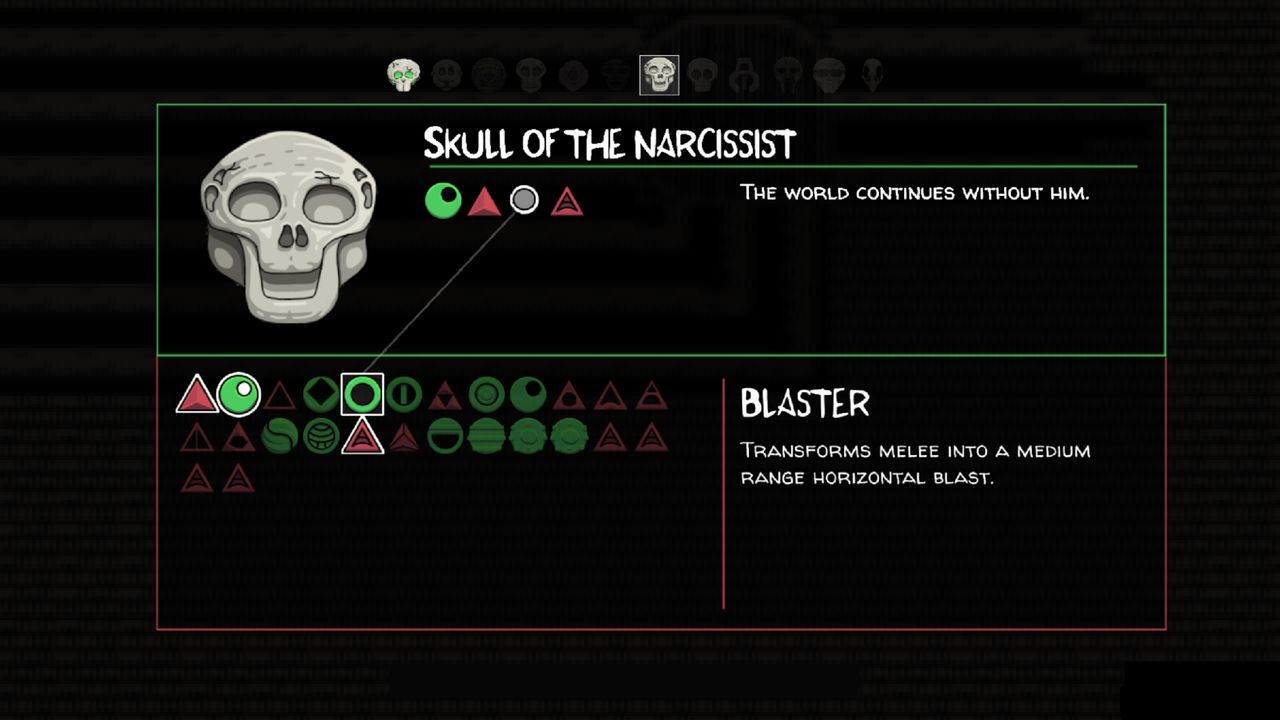 SKULL OF THE NARCISSIST
THE WORLD CONTINUES WITHOUT HIM.
BLASTER
TRANSFORMS MELEE INTO A MEDIUM
RANGE HORIZONTAL BLAST.